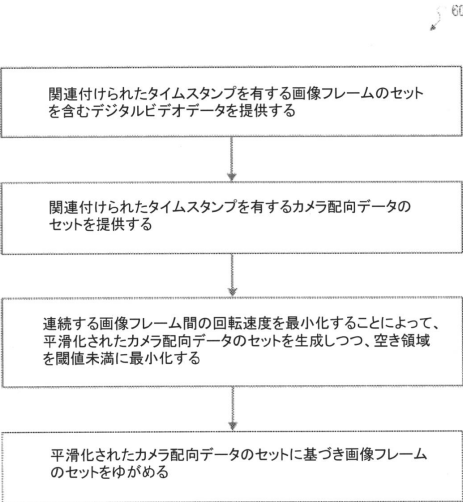 60
関連付けられたタイムスタンプを有する画像フレームのセット
を含むデジタルビデオデータを提供する
関連付けられたタイムスタンプを有するカメラ配向データの
セットを提供する
連続する画像フレーム間の回転速度を最小化することによって、
平滑化されたカメラ配向データのセットを生成しつつ、空き領域
を閾値未満に最小化する
平滑化されたカメラ配向データのセットに基づき画像フレーム
のセットをゆがめる